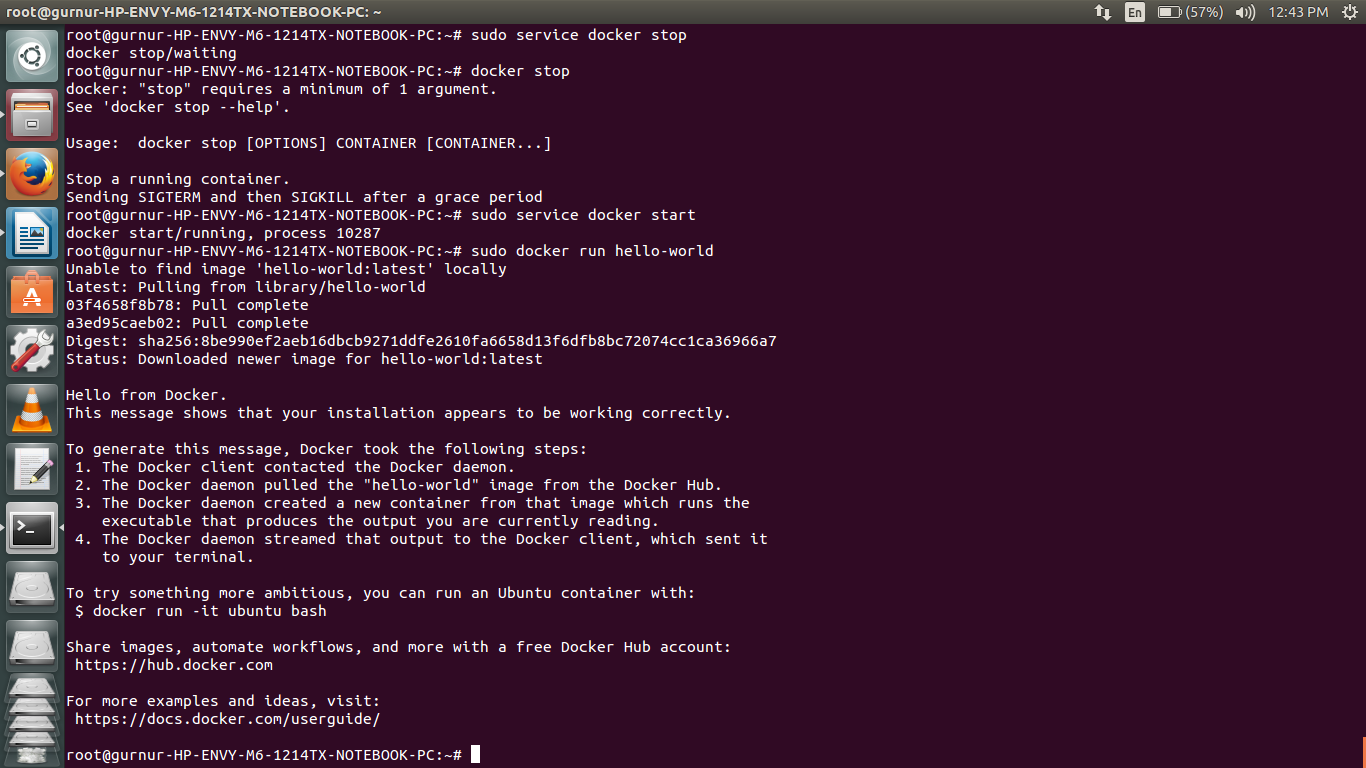 root@gurnur-HP-ENVY-M6-1214TX-NOTEBOOK-PC: ~
En (57%) 12:43 PM
root@gurnur-HP-ENVY-M6-1214TX-NOTEBOOK-PC:~# sudo service docker stop
docker stop/waiting
root@gurnur-HP-ENVY-M6-1214TX-NOTEBOOK-PC:~# docker stop
docker: "stop" requires a minimum of 1 argument.
See 'docker stop --help'.
Usage:  docker stop [OPTIONS] CONTAINER [CONTAINER...]
Stop a running container.
Sending SIGTERM and then SIGKILL after a grace period
root@gurnur-HP-ENVY-M6-1214TX-NOTEBOOK-PC:~# sudo service docker start
docker start/running, process 10287
root@gurnur-HP-ENVY-M6-1214TX-NOTEBOOK-PC:~# sudo docker run hello-world
Unable to find image 'hello-world:latest' locally
latest: Pulling from library/hello-world
03f4658f8b78: Pull complete
a3ed95caeb02: Pull complete
Digest: sha256:8be990ef2aeb16dbcb9271ddfe2610fa6658d13f6dfb8bc72074cc1ca36966a7
Status: Downloaded newer image for hello-world:latest
Hello from Docker.
This message shows that your installation appears to be working correctly.
To generate this message, Docker took the following steps:
 1. The Docker client contacted the Docker daemon.
 2. The Docker daemon pulled the "hello-world" image from the Docker Hub.
 3. The Docker daemon created a new container from that image which runs the
    executable that produces the output you are currently reading.
 4. The Docker daemon streamed that output to the Docker client, which sent it
    to your terminal.
To try something more ambitious, you can run an Ubuntu container with:
 $ docker run -it ubuntu bash
Share images, automate workflows, and more with a free Docker Hub account:
 https://hub.docker.com
For more examples and ideas, visit:
 https://docs.docker.com/userguide/
root@gurnur-HP-ENVY-M6-1214TX-NOTEBOOK-PC:~#